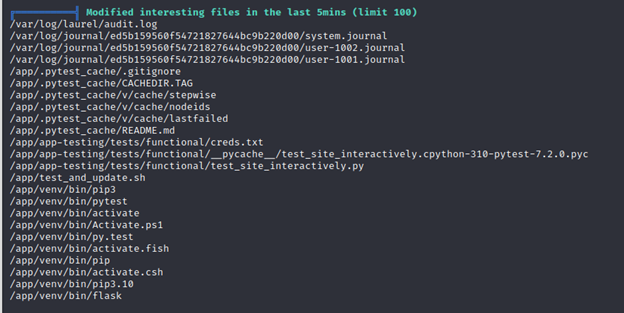 Modified interesting files in the last 5mins (limit 100)
/var/log/laurel/audit.log
/var/log/journal/ed5b159560f54721827644bc9b220d00/system.journal
/var/log/journal/ed5b159560f54721827644bc9b220d00/user-1002.journal
/var/log/journal/ed5b159560f54721827644bc9b220d00/user-1001.journal
/app/.pytest_cache/.gitignore
/app/.pytest_cache/CACHEDIR.TAG
/app/.pytest_cache/v/cache/stepwise
/app/.pytest_cache/v/cache/nodeids
/app/.pytest_cache/v/cache/lastfailed
/app/.pytest_cache/README.md
/app/app-testing/tests/functional/creds.txt
/app/app-testing/tests/functional/__pycache__/test_site_interactively.cpython-310-pytest-7.2.0.pyc
/app/app-testing/tests/functional/test_site_interactively.py
/app/test_and_update.sh
/app/venv/bin/pip3
/app/venv/bin/pytest
/app/venv/bin/activate
/app/venv/bin/Activate.ps1
/app/venv/bin/py.test
/app/venv/bin/activate.fish
/app/venv/bin/pip
/app/venv/bin/activate.csh
/app/venv/bin/pip3.10
/app/venv/bin/flask